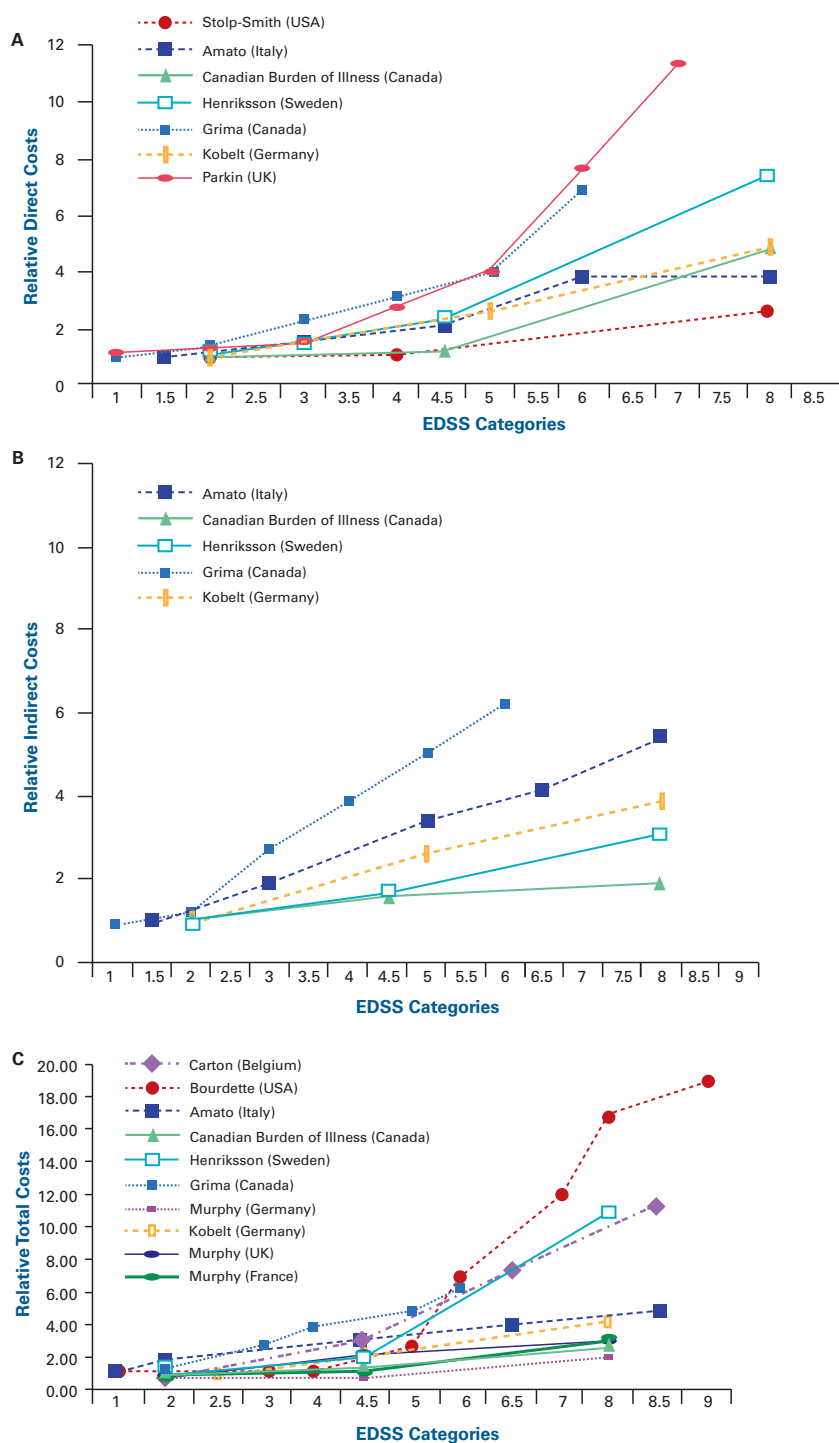 A
Stolp-Smith (USA)
Amato (Italy)
Canadian Burden of Illness (Canada)
Henriksson (Sweden)
Grima (Canada)
Kobelt (Germany)
Parkin (UK)
Relative Direct Costs
12
10
8
6
4
2
0
1 1.5 2 2.5 3 3.5 4 4.5 5 5.5 6 6.5 7 7.5 8 8.5
EDSS Categories
B
Amato (Italy)
Canadian Burden of Illness (Canada)
Henriksson (Sweden)
Grima (Canada)
Kobelt (Germany)
Relative Indirect Costs
12
10
8
6
4
2
0
1 1.5 2 2.5 3 3.5 4 4.5 5 5.5 6 6.5 7 7.5 8 8.5 9
EDSS Categories
C
Carton (Belgium)
Bourdette (USA)
Amato (Italy)
Canadian Burden of Illness (Canada)
Henriksson (Sweden)
Grima (Canada)
Murphy (Germany)
Kobelt (Germany)
Murphy (UK)
Murphy (France)
Relative Total Costs
20.00
18.00
16.00
14.00
12.00
10.00
8.00
6.00
4.00
2.00
0.00
1 2 2.5 3 4 4.5 5 6 6.5 7 8 8.5 9
EDSS Categories